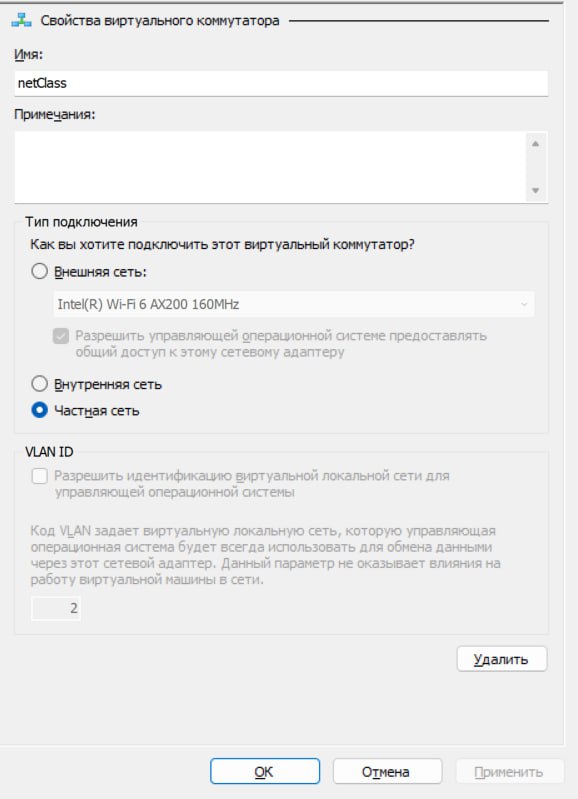 Свойства виртуального коммутатора
Имя:
netClass
Примечания:
Тип подключения
Как вы хотите подключить этот виртуальный коммутатор?
Внешняя сеть:
Intel(R) Wi-Fi 6 AX200 160MHz
Разрешить управляющей операционной системе предоставлять
общий доступ к этому сетевому адаптеру
Внутренняя сеть
Частная сеть
VLAN ID
Разрешить идентификацию виртуальной локальной сети для
управляющей операционной системы
Код VLAN задает виртуальную локальную сеть, которую управляющая
операционная система будет всегда использовать для обмена данными
через этот сетевой адаптер. Данный параметр не оказывает влияния на
работу виртуальной машины в сети.
2
Удалить
ОК
Отмена
Применить